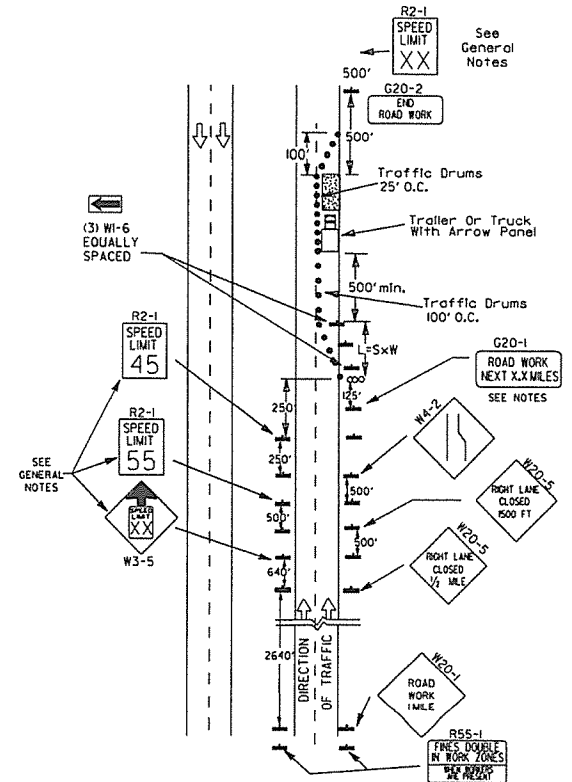 R2-1
SPEED
LIMIT
XX
See
General
Notes
500'
G20-2
END
ROAD WORK
500'
100'
Traffic Drums
25' O.C.
Trailer Or Truck
With Arrow Panel
(3) W1-6
EQUALLY
SPACED
500' min.
Traffic Drums
100' O.C.
R2-1
SPEED
LIMIT
45
L=SxW
G20-1
ROAD WORK
NEXT X.X MILES
SEE NOTES
125'
250'
W4-2
R2-1
SPEED
LIMIT
55
250'
SEE
GENERAL
NOTES
500'
W20-5
RIGHT LANE
CLOSED
1500 FT
500'
500'
SPEED
LIMIT
XX
W3-5
W20-5
RIGHT LANE
CLOSED
1/2 MILE
640'
2640'
DIRECTION
OF TRAFFIC
W20-1
ROAD
WORK
1 MILE
R55-1
FINES DOUBLE
IN WORK ZONES
WHEN WORKERS
ARE PRESENT